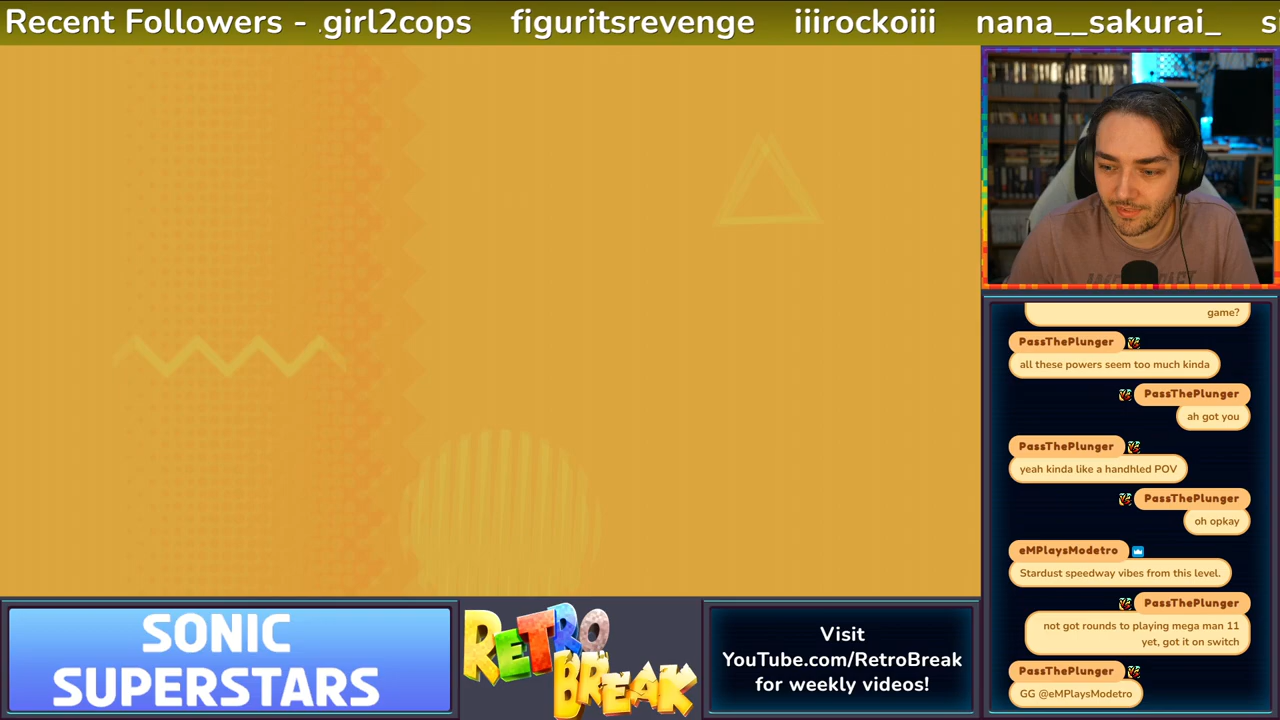 Recent Followers - .girl2cops figuritsrevenge iiirockoiii nana__sakurai_
game?
PassThePlunger
all these powers seem too much kinda
PassThePlunger
ah got you
PassThePlunger
yeah kinda like a handhled POV
PassThePlunger
oh opkay
eMPlaysModetro
Stardust speedway vibes from this level.
PassThePlunger
not got rounds to playing mega man 11
yet, got it on switch
PassThePlunger
GG @eMPlaysModetro
SONIC
SUPERSTARS
RETRO
BREAK
Visit
YouTube.com/RetroBreak
for weekly videos!